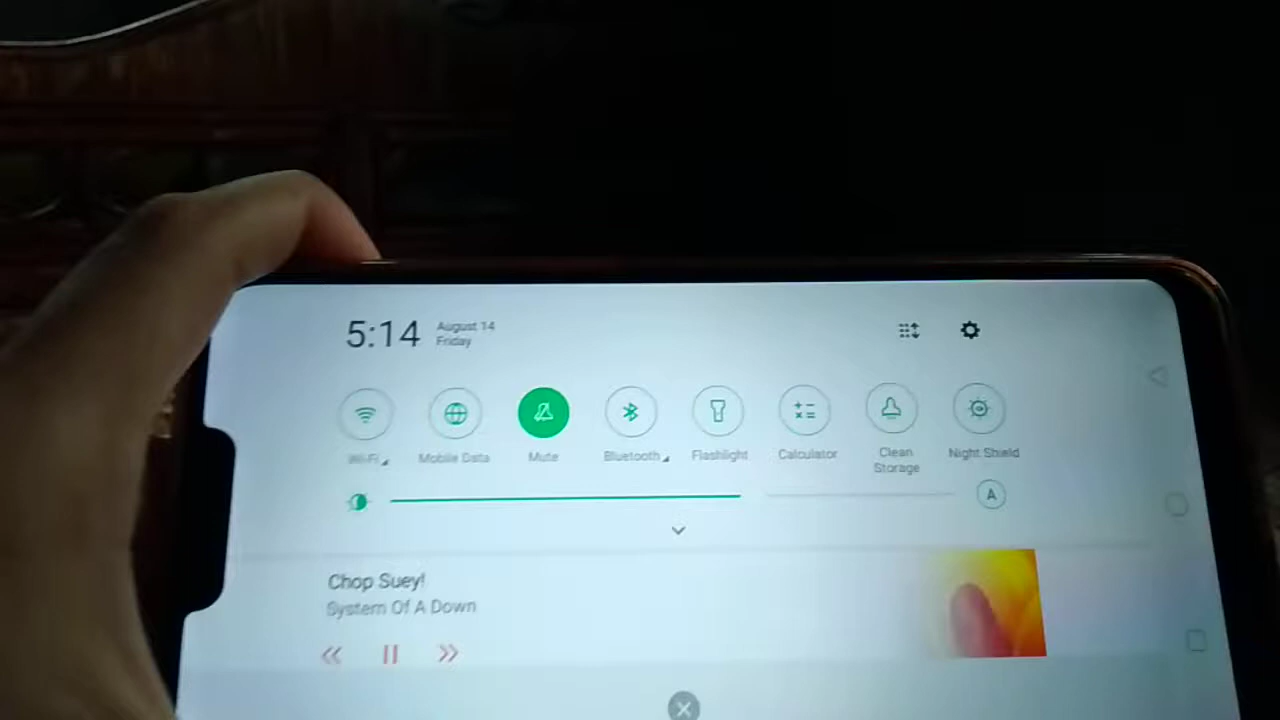 5:14
August 14
Friday
Wi-Fi
Mobile Data
Mute
Bluetooth
Flashlight
Calculator
Clean
Storage
Night Shield
A
Chop Suey!
System Of A Down